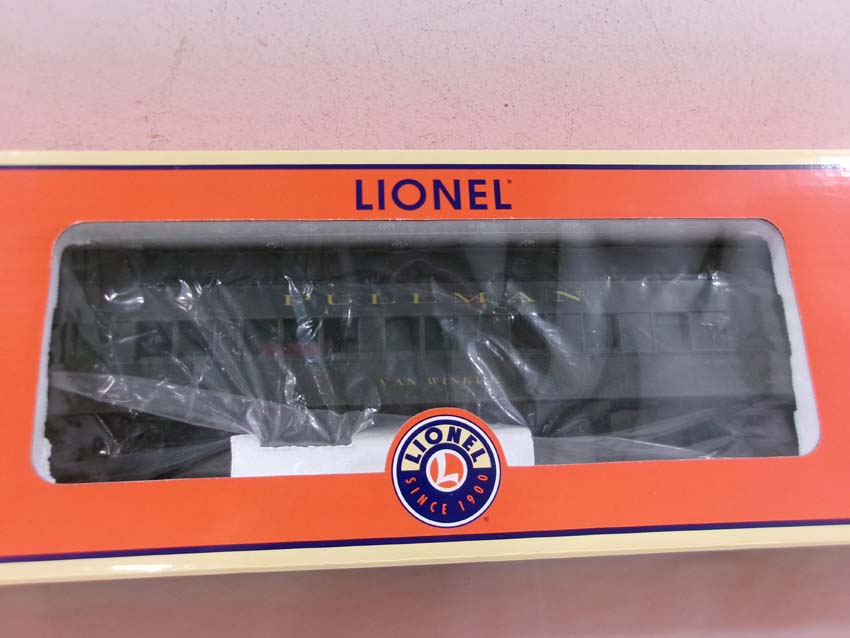 LIONEL
PULLMAN
VAN WINKLE
LIONEL
L
SINCE 1900